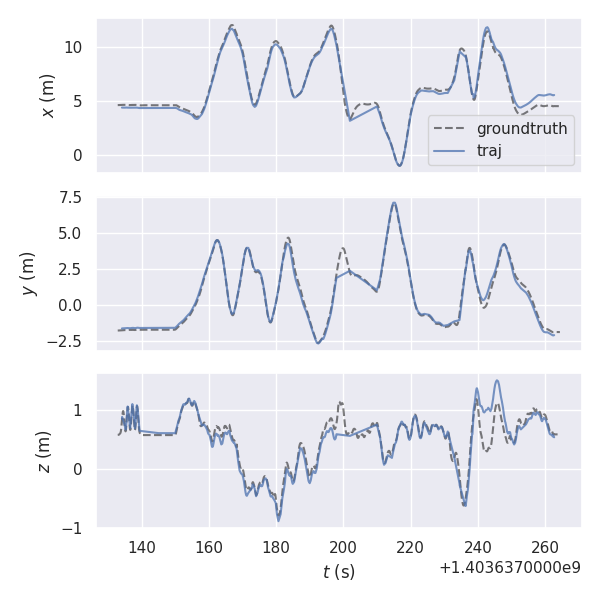 10
5
0
x (m)
groundtruth
traj
7.5
5.0
2.5
0.0
−2.5
y (m)
1
0
−1
z (m)
140 160 180 200 220 240 260
t (s)
+1.4036370000e9